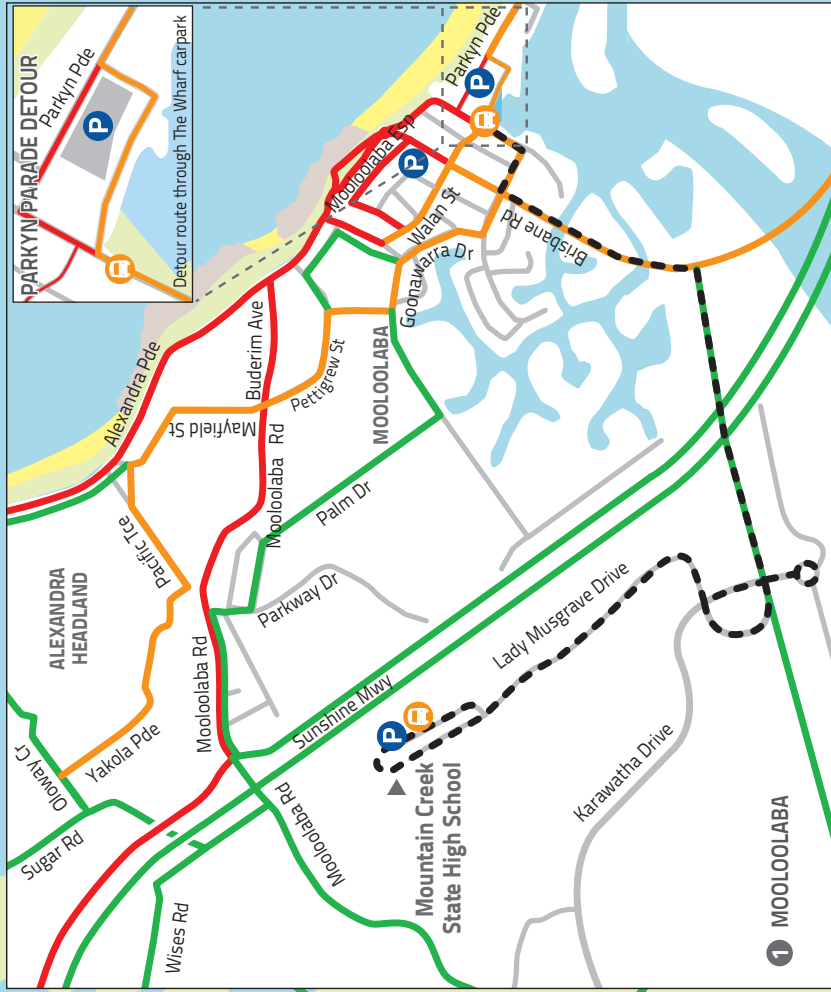 PARKYN PARADE DETOUR
Parkyn Pde
P
Detour route through The Wharf carpark
Parkyn Pde
P
Mooloolaba Esp
P
Walan St
Brisbane Rd
Goonawarra Dr
Alexandra Pde
Buderim Ave
Pettigrew St
MOOLOOLABA
Mayfield St
Mooloolaba Rd
Palm Dr
Pacific Tce
ALEXANDRA
HEADLAND
Parkway Dr
Mooloolaba Rd
Yakola Pde
Oloway Cr
Sugar Rd
Sunshine Mwy
Lady Musgrave Drive
P
Mooloolaba Rd
Mountain Creek
State High School
Wises Rd
Karawatha Drive
1 MOOLOOLABA